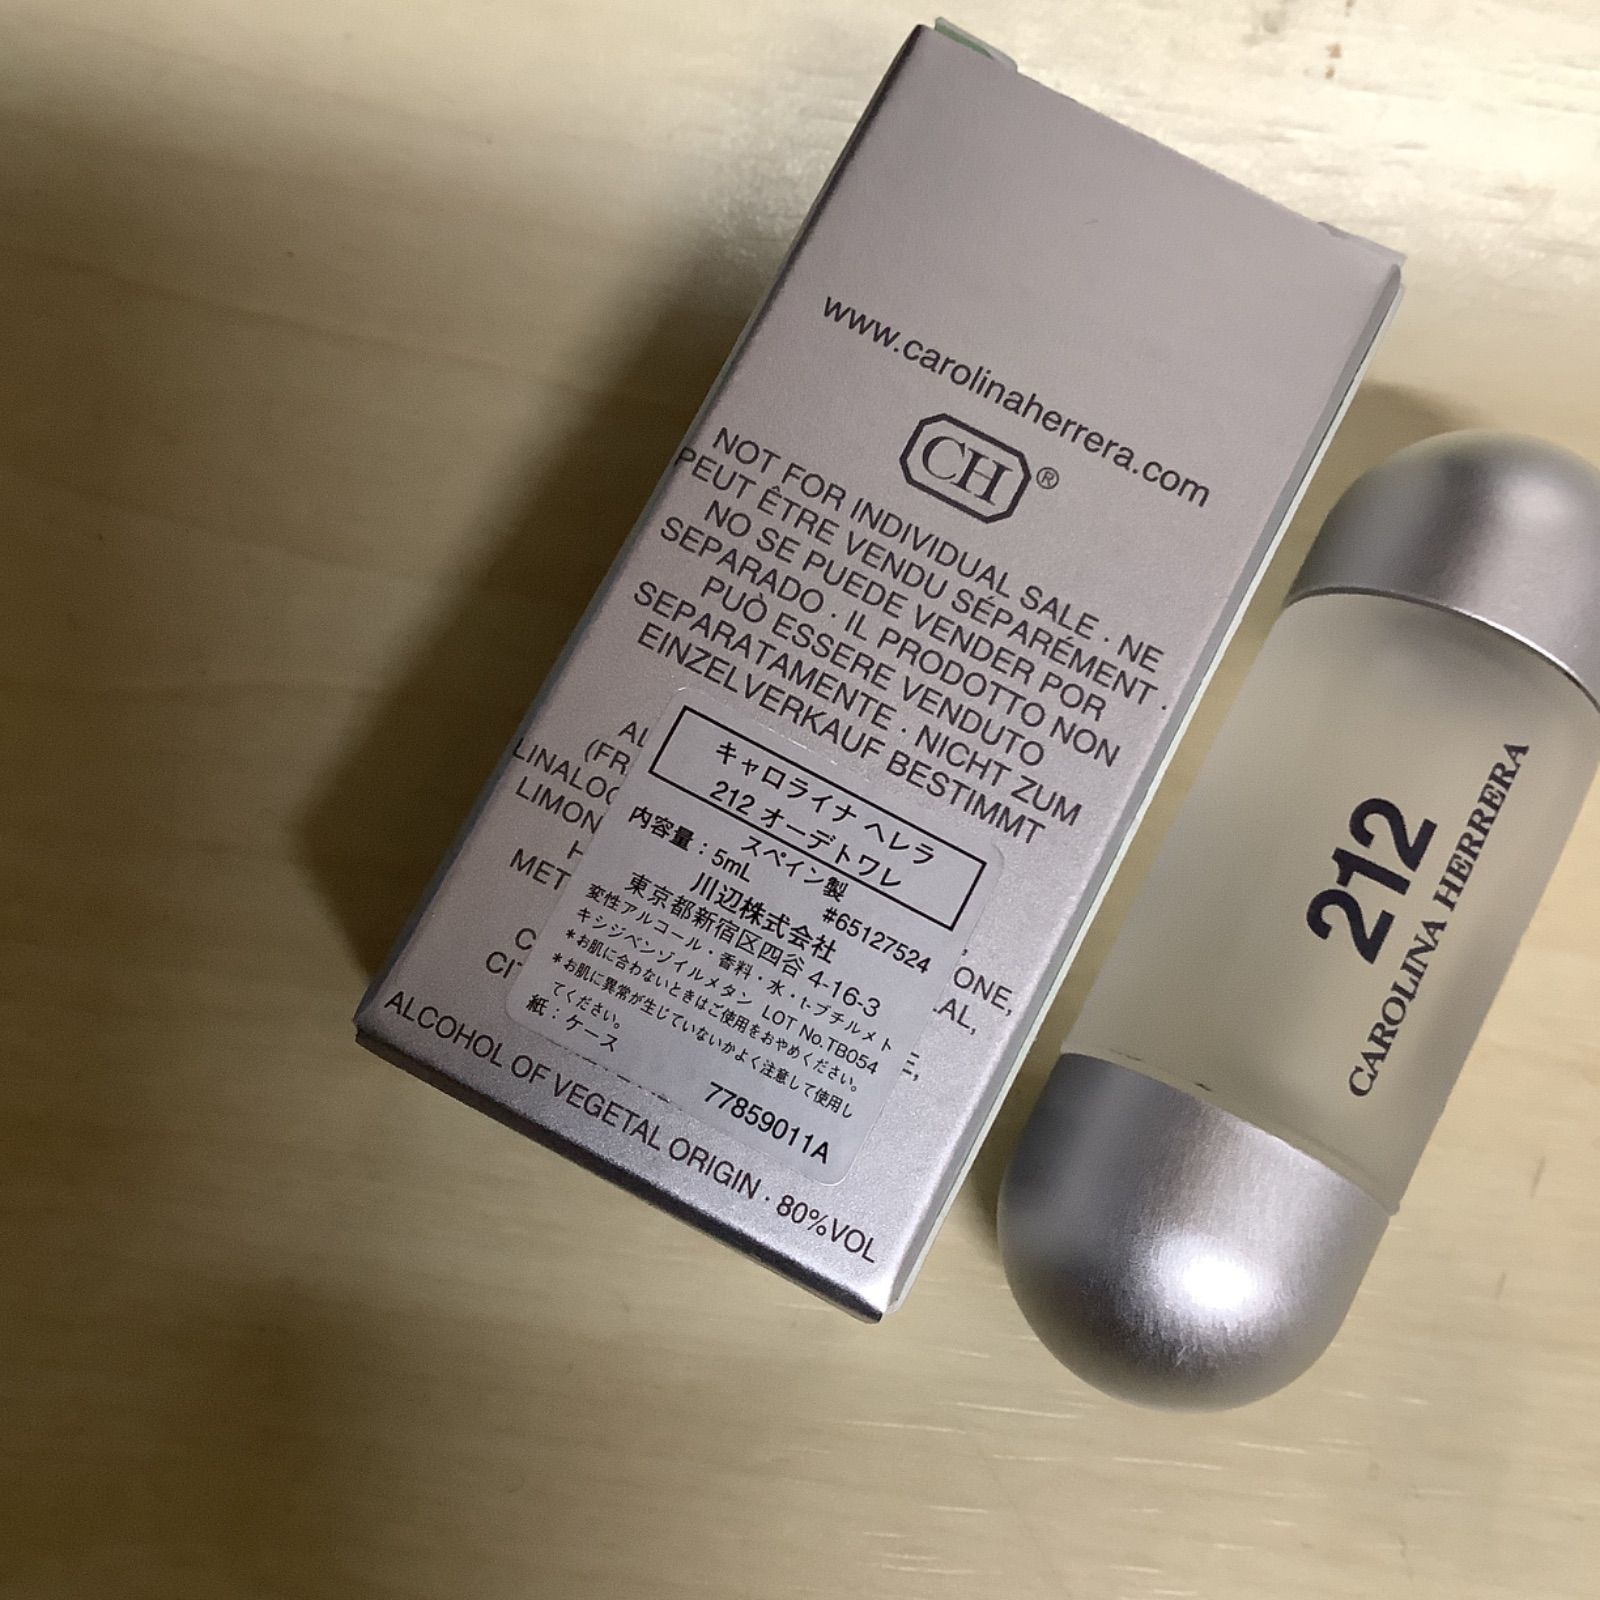 www.carolinaherrera.com
CH®
NOT FOR INDIVIDUAL SALE · NE
PEUT ÊTRE VENDU SÉPARÉMENT ·
NO SE PUEDE VENDER POR
SEPARADO · IL PRODOTTO NON
PUÒ ESSERE VENDUTO
SEPARATAMENTE · NICHT ZUM
EINZELVERKAUF BESTIMMT
キャロライナ ヘレラ
212 オーデトワレ
スペイン製
内容量：5mL #65127524
川辺株式会社
東京都新宿区四谷 4-16-3
変性アルコール・香料・水・t-ブチルメト
キシジベンゾイルメタン LOT No.TB054
*お肌に合わないときはご使用をおやめください。
*お肌に異常が生じていないかよく注意して使用し
てください。
紙：ケース
77859011A
ONE,
ALCOHOL OF VEGETAL ORIGIN · 80%VOL
212
CAROLINA HERRERA